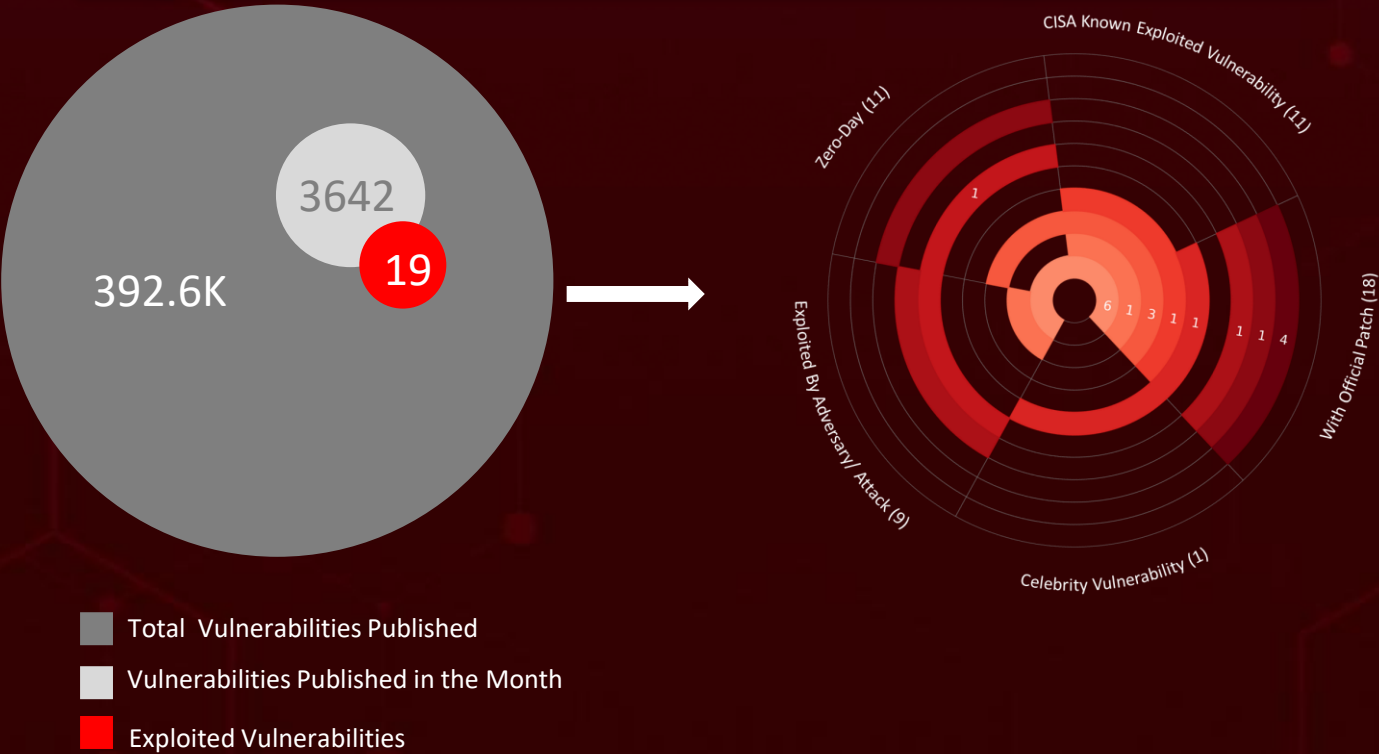 3642
19
392.6K
Total Vulnerabilities Published
Vulnerabilities Published in the Month
Exploited Vulnerabilities
CISA Known Exploited Vulnerability (11)
Zero-Day (11)
1
6 1 3 1 1
1 1 4
With Official Patch (18)
Exploited By Adversary/ Attack (9)
Celebrity Vulnerability (1)